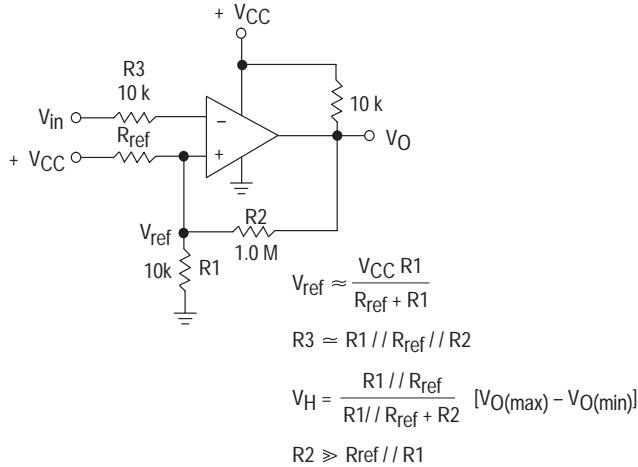 + VCC
R3
10 k
10 k
Vin
−
VO
Rref
+ VCC
+
R2
Vref
1.0 M
10k
R1
Vref ≈ VCC R1 / Rref + R1
R3 ≃ R1 / / Rref / / R2
VH = R1 / / Rref / R1/ / Rref + R2 [VO(max) – VO(min)]
R2 ≫ Rref / / R1